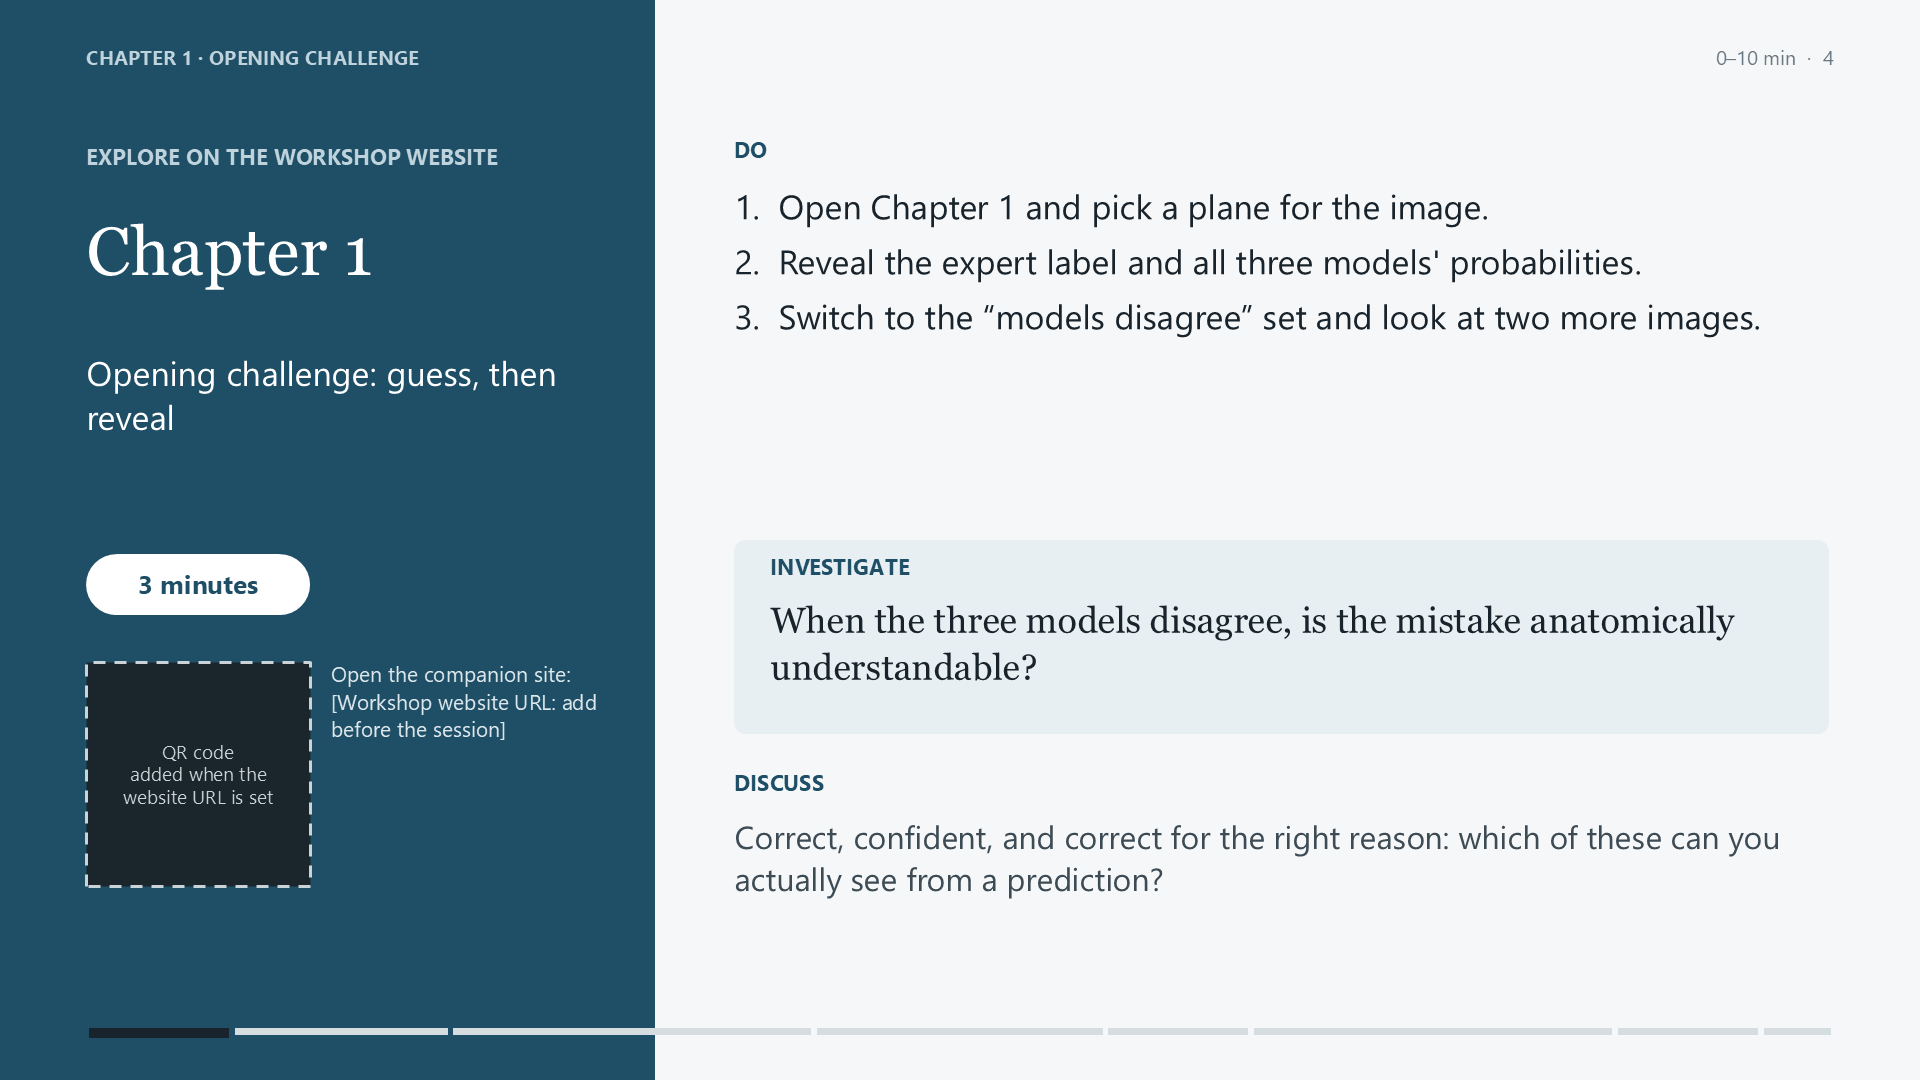 CHAPTER 1 · OPENING CHALLENGE
0–10 min · 4
EXPLORE ON THE WORKSHOP WEBSITE
Chapter 1
Opening challenge: guess, then
reveal
3 minutes
QR code
added when the
website URL is set
Open the companion site:
[Workshop website URL: add
before the session]
DO
1. Open Chapter 1 and pick a plane for the image.
2. Reveal the expert label and all three models' probabilities.
3. Switch to the “models disagree” set and look at two more images.
INVESTIGATE
When the three models disagree, is the mistake anatomically
understandable?
DISCUSS
Correct, confident, and correct for the right reason: which of these can you
actually see from a prediction?